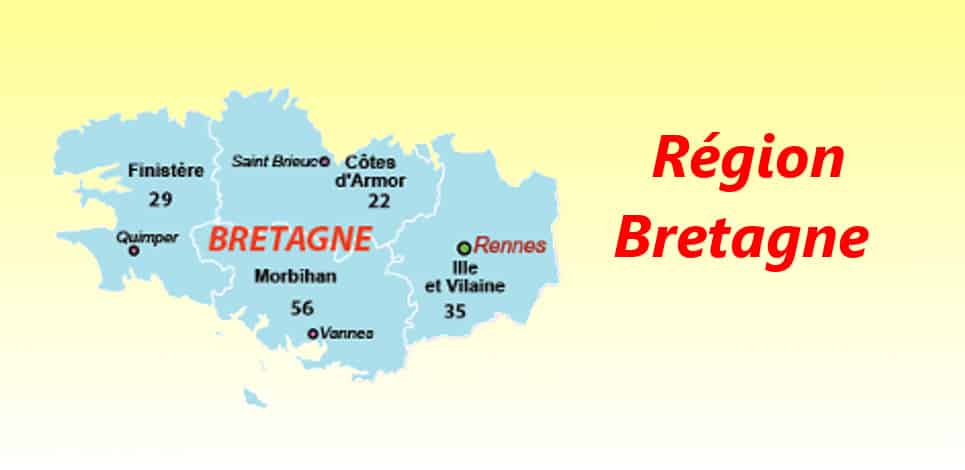 Région
Bretagne
Finistère
29
Quimper
Saint Brieuc
Côtes
d'Armor
22
BRETAGNE
Morbihan
56
Vannes
Rennes
Ille
et Vilaine
35